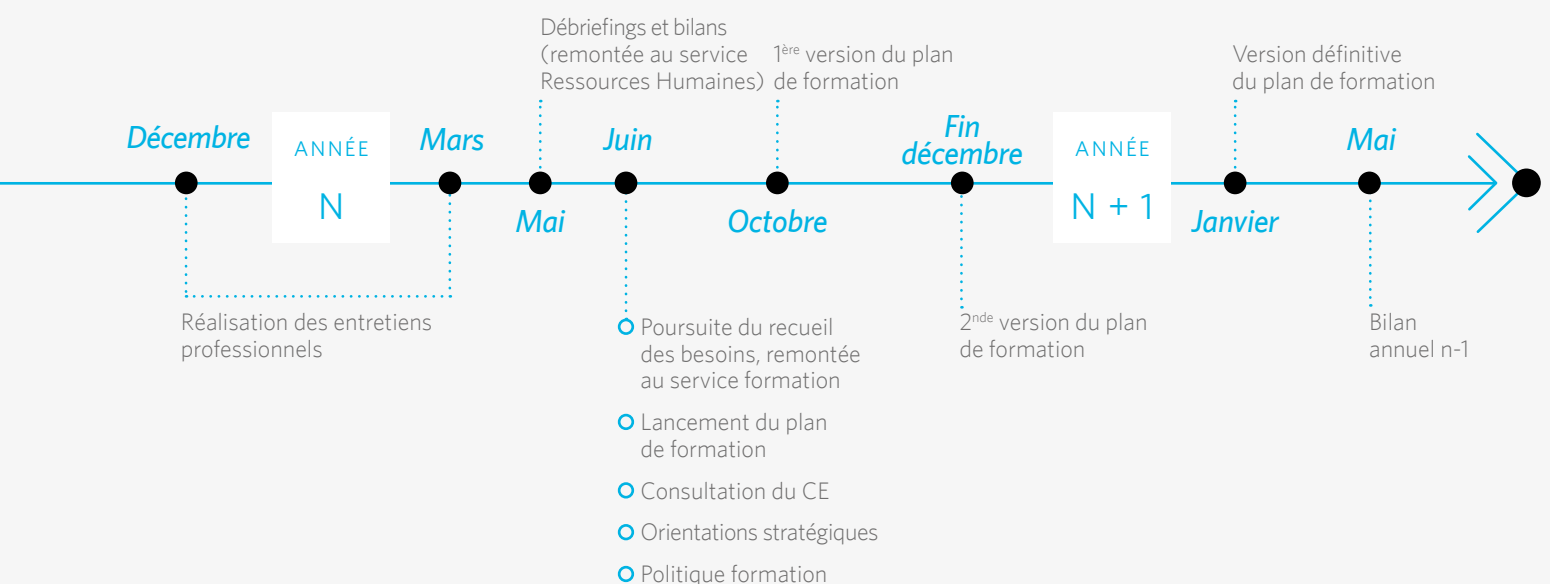 Débriefings et bilans
(remontée au service
Ressources Humaines)
1ère version du plan
de formation
Version définitive
du plan de formation
Décembre
ANNÉE
N
Mars
Juin
Fin
décembre
ANNÉE
N + 1
Mai
Mai
Octobre
Janvier
Réalisation des entretiens
professionnels
Poursuite du recueil
des besoins, remontée
au service formation
Lancement du plan
de formation
Consultation du CE
Orientations stratégiques
Politique formation
2nde version du plan
de formation
Bilan
annuel n-1